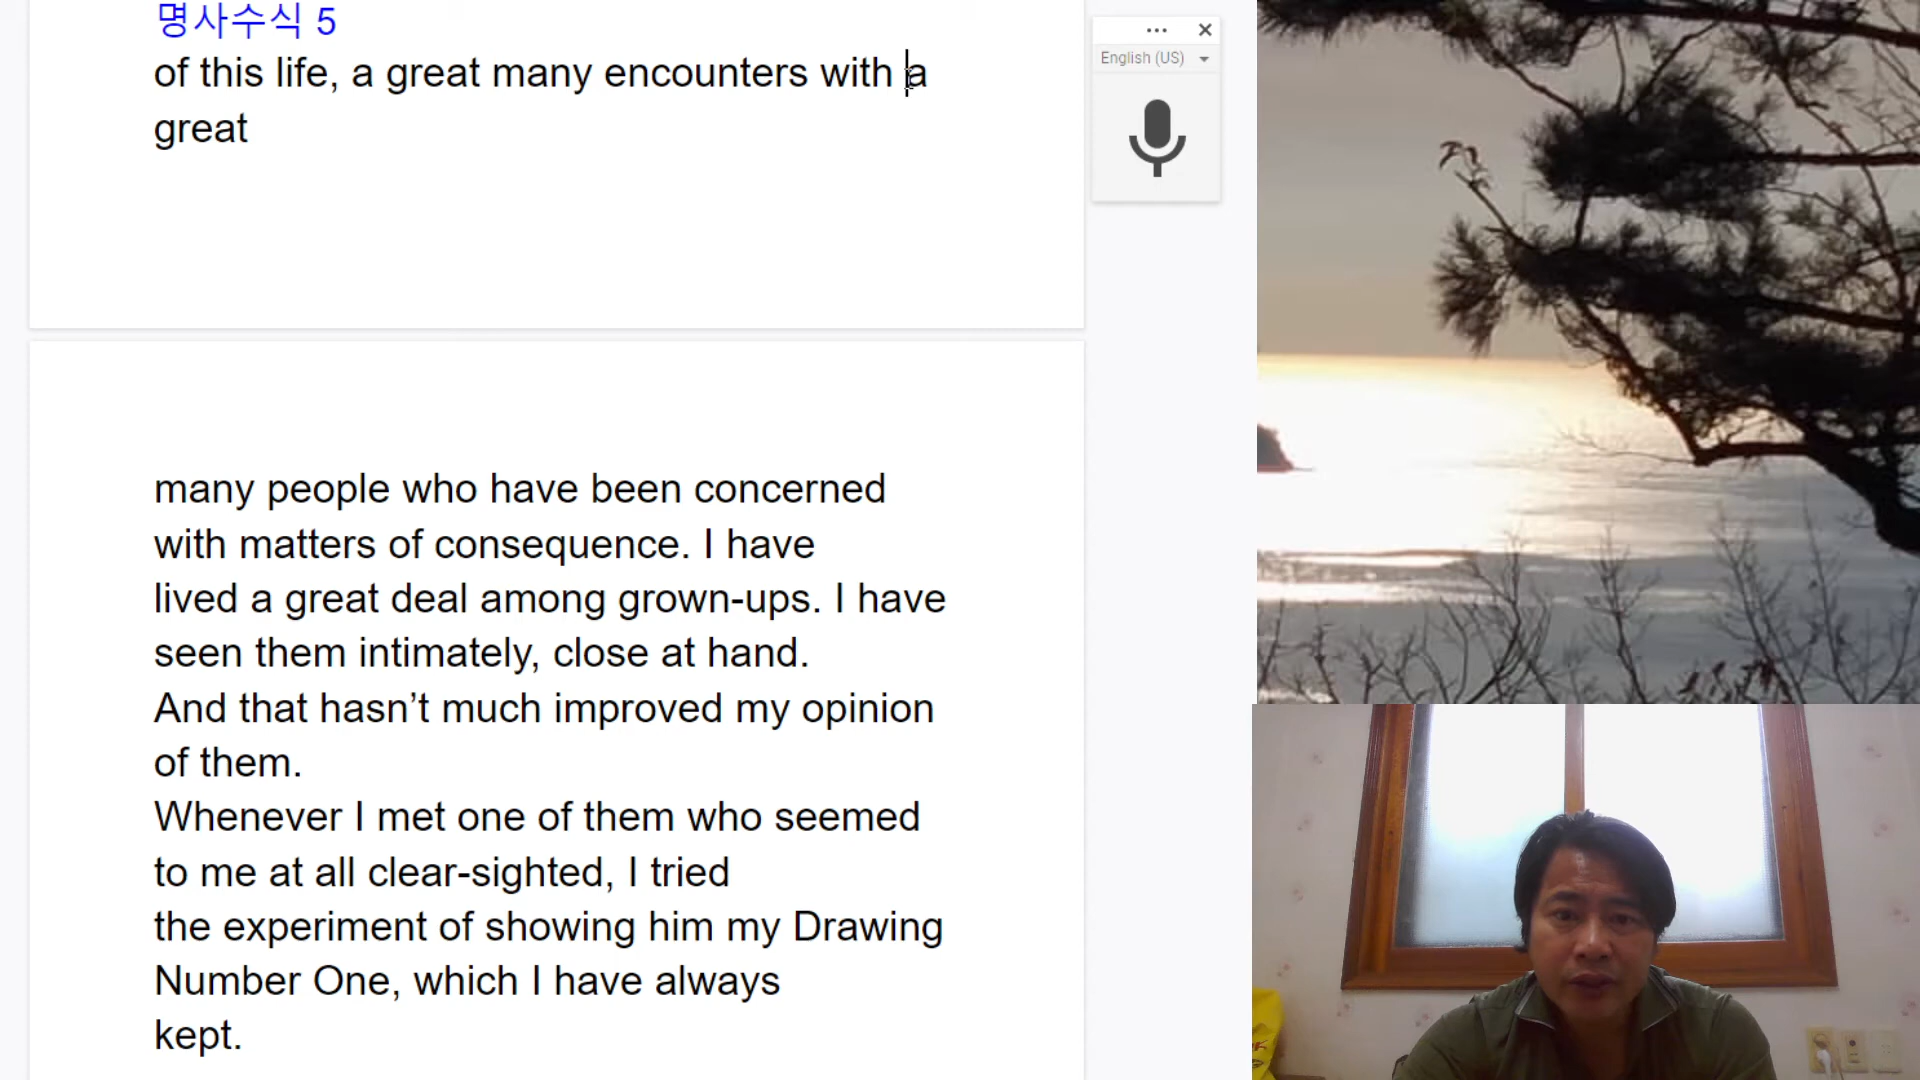 명사수식 5
of this life, a great many encounters with a
great
many people who have been concerned
with matters of consequence. I have
lived a great deal among grown-ups. I have
seen them intimately, close at hand.
And that hasn’t much improved my opinion
of them.
Whenever I met one of them who seemed
to me at all clear-sighted, I tried
the experiment of showing him my Drawing
Number One, which I have always
kept.
English (US)